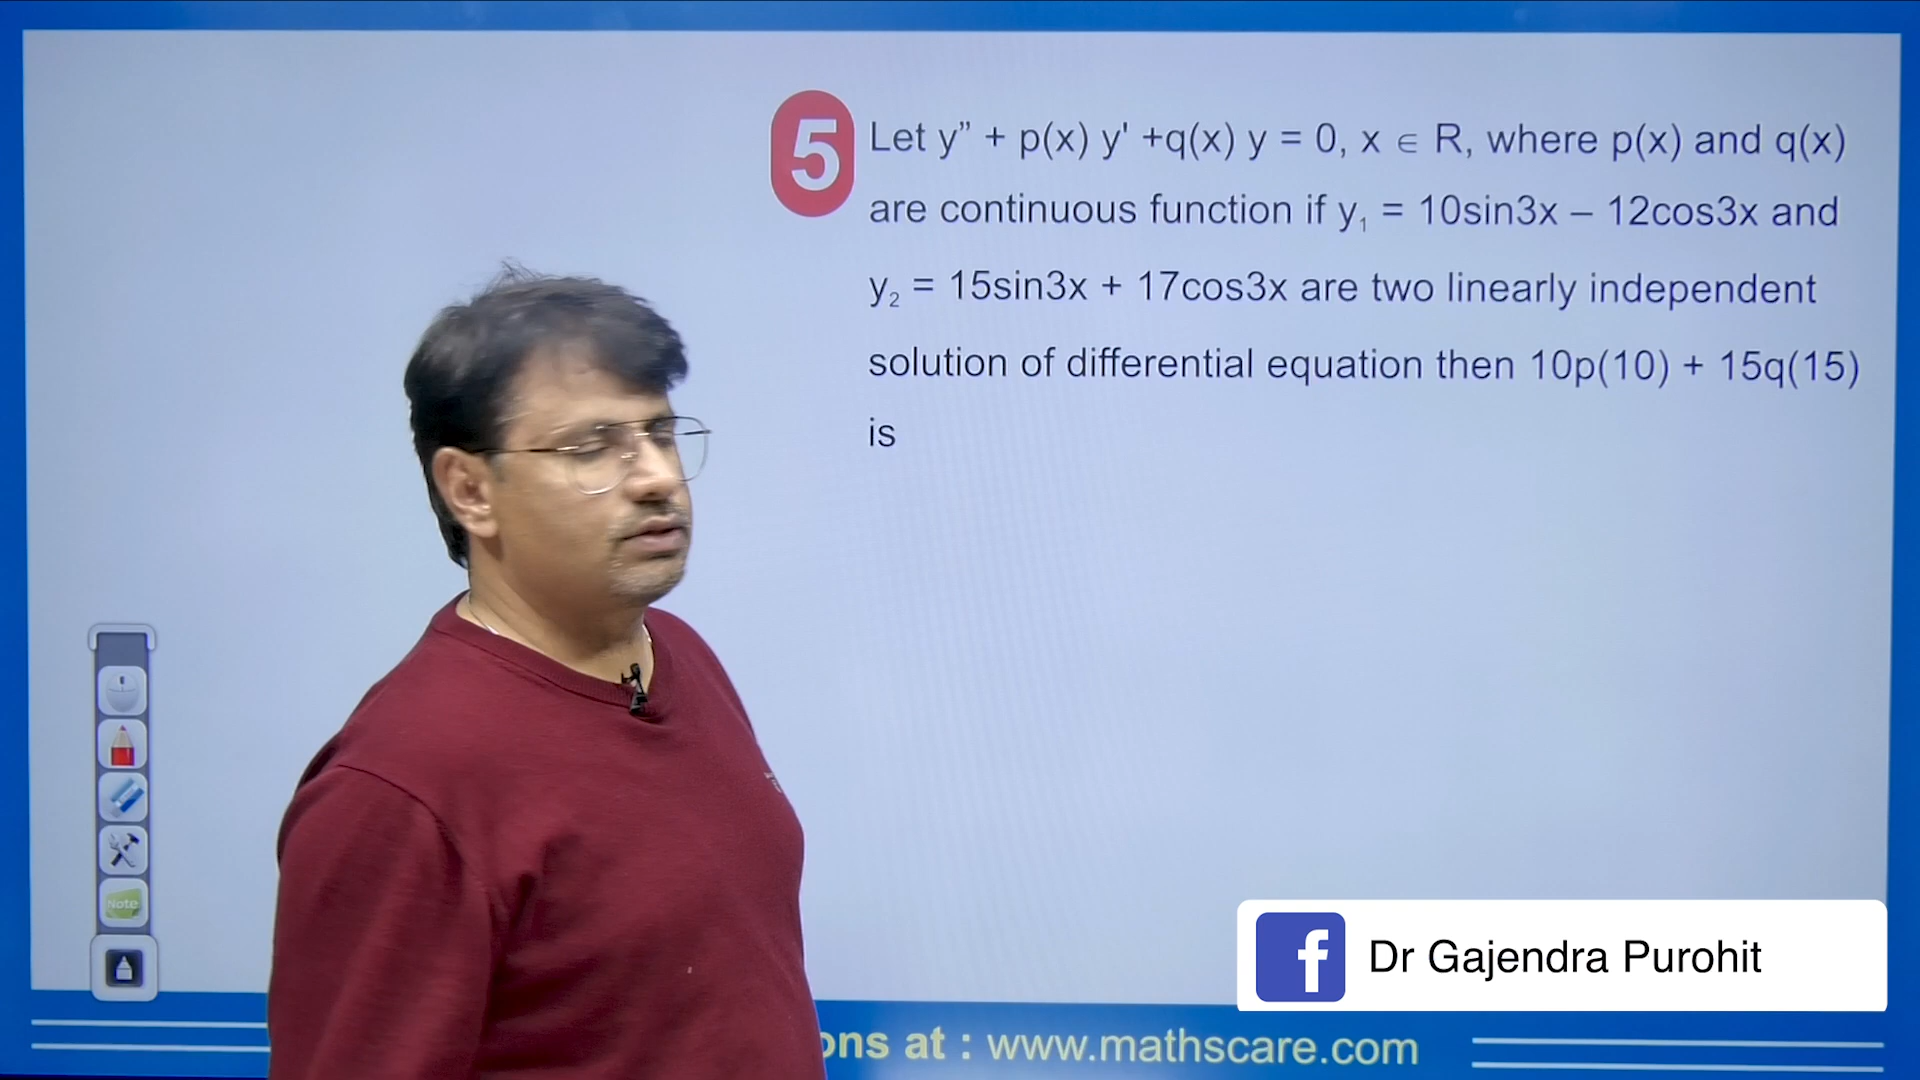 5
Let y” + p(x) y' +q(x) y = 0, x ∈ R, where p(x) and q(x)
are continuous function if y₁ = 10sin3x – 12cos3x and
y₂ = 15sin3x + 17cos3x are two linearly independent
solution of differential equation then 10p(10) + 15q(15)
is
Note
f Dr Gajendra Purohit
ons at : www.mathscare.com